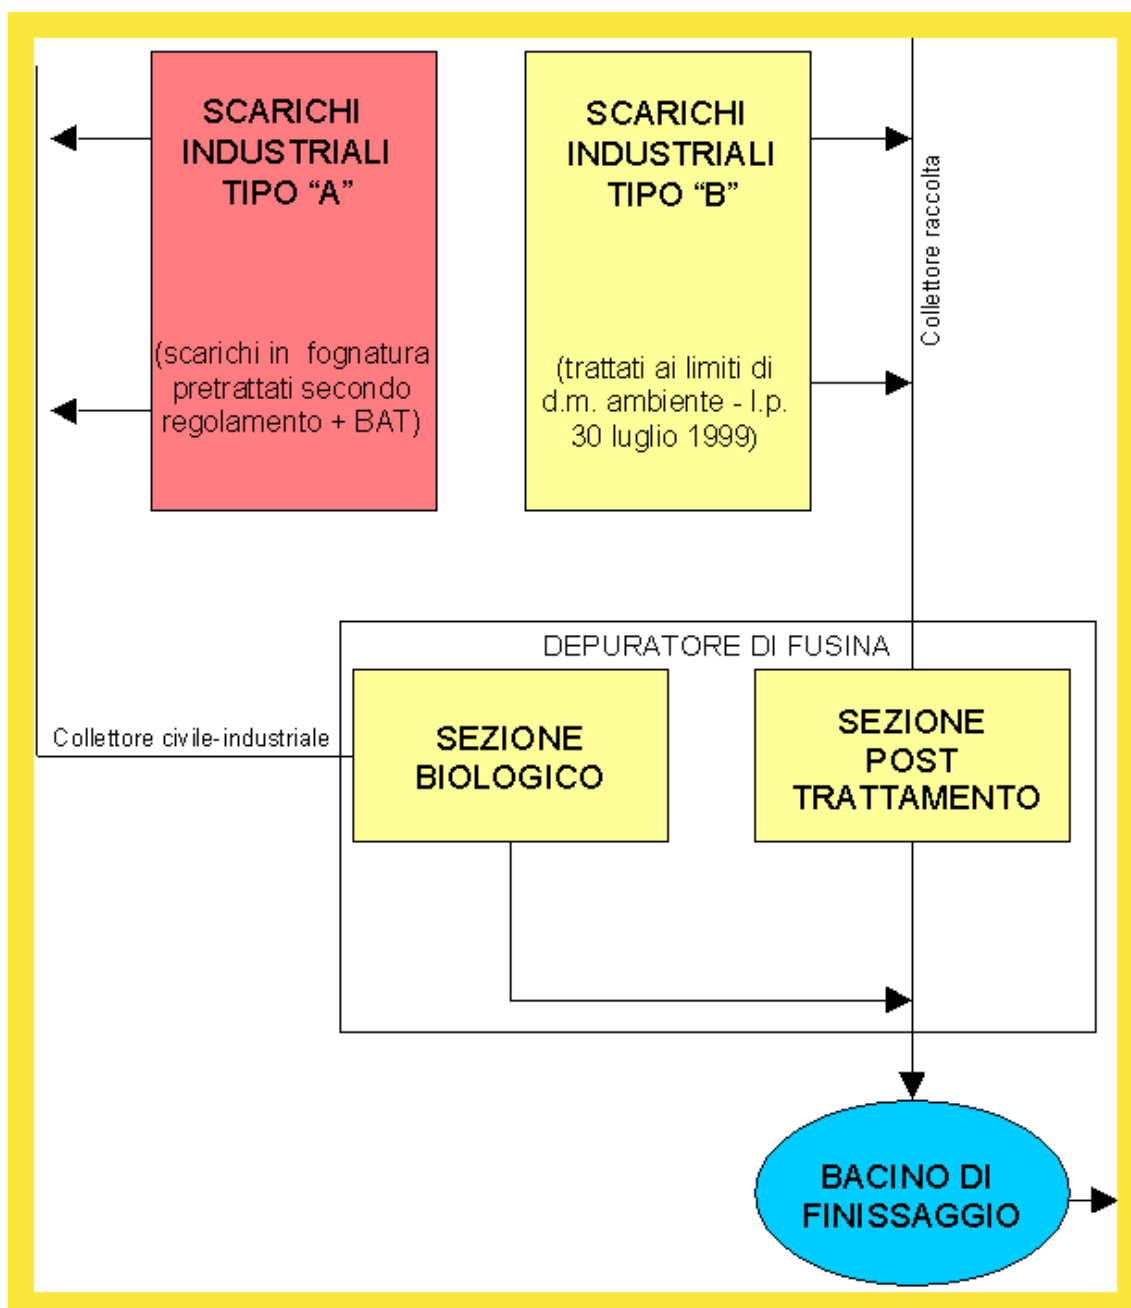 SCARICHI
INDUSTRIALI
TIPO “A”
(scarichi in fognatura
pretrattati secondo
regolamento + BAT)
SCARICHI
INDUSTRIALI
TIPO “B”
(trattati ai limiti di
d.m. ambiente - l.p.
30 luglio 1999)
Collettore raccolta
DEPURATORE DI FUSINA
Collettore civile-industriale
SEZIONE
BIOLOGICO
SEZIONE
POST
TRATTAMENTO
BACINO DI
FINISSAGGIO